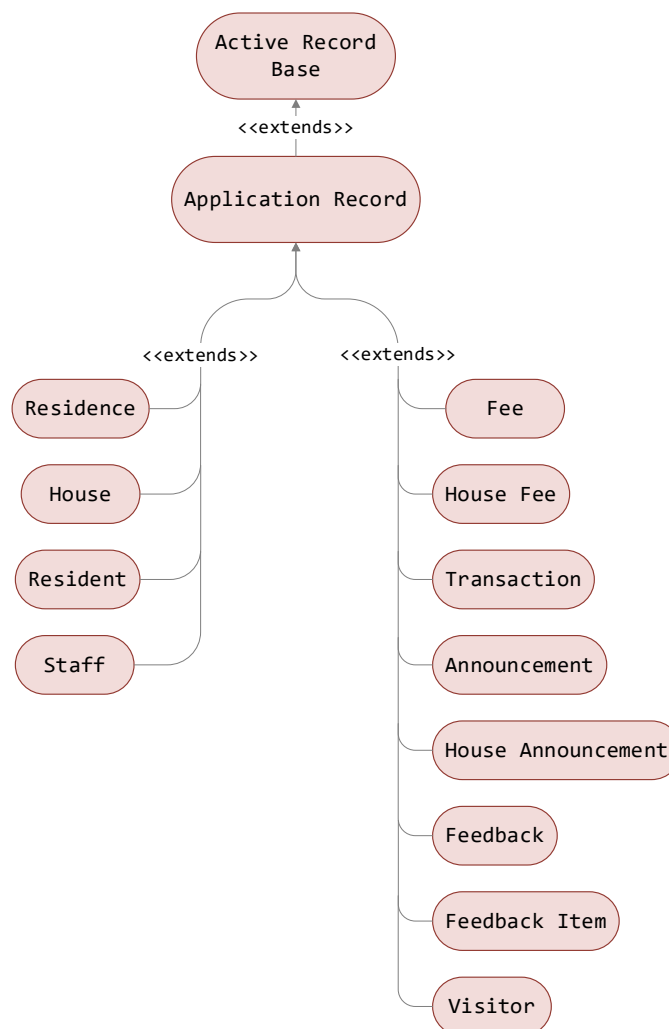 Active Record
Base
<<extends>>
Application Record
<<extends>>
<<extends>>
Residence
House
Resident
Staff
Fee
House Fee
Transaction
Announcement
House Announcement
Feedback
Feedback Item
Visitor